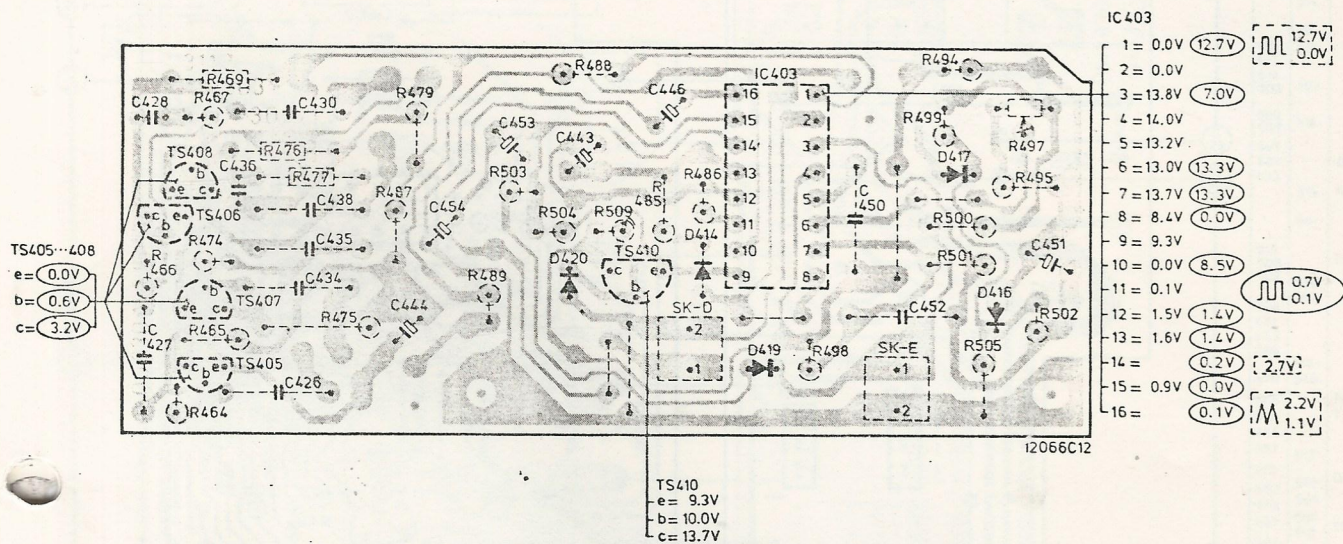 IC403
1 = 0.0V 12.7V 12.7V 0.0V
2 = 0.0V
3 = 13.8V 7.0V
4 = 14.0V
5 = 13.2V
6 = 13.0V 13.3V
7 = 13.7V 13.3V
8 = 8.4V 0.0V
9 = 9.3V
10 = 0.0V 8.5V
11 = 0.1V 0.7V 0.1V
12 = 1.5V 1.4V
13 = 1.6V 1.4V
14 = 0.2V 2.7V
15 = 0.9V 0.0V
16 = 0.1V 2.2V 1.1V
R469
R488
IC403
R494
C428
R467
C430
R479
C446
16 1
15 2
14 3
13 4
12 5
11 6
10 7
9 8
C453
C443
R499
R497
TS408
R476
C436
b
e c
R477
R503
R486
D417
R495
R487
R 485
C 450
C438
TS406
c e
b
C454
R504
R509
D414
R500
TS405...408
e = 0.0V
b = 0.6V
c = 3.2V
R474
C435
R 466
TS410
c e
b
D420
R501
C451
C434
R489
TS407
b
e c
C444
SK-D
2
1
C452
D416
R502
R475
R465
C 427
TS405
c e
b
D419
R498
SK-E
1
2
R505
C426
R464
12066C12
TS410
e = 9.3V
b = 10.0V
c = 13.7V